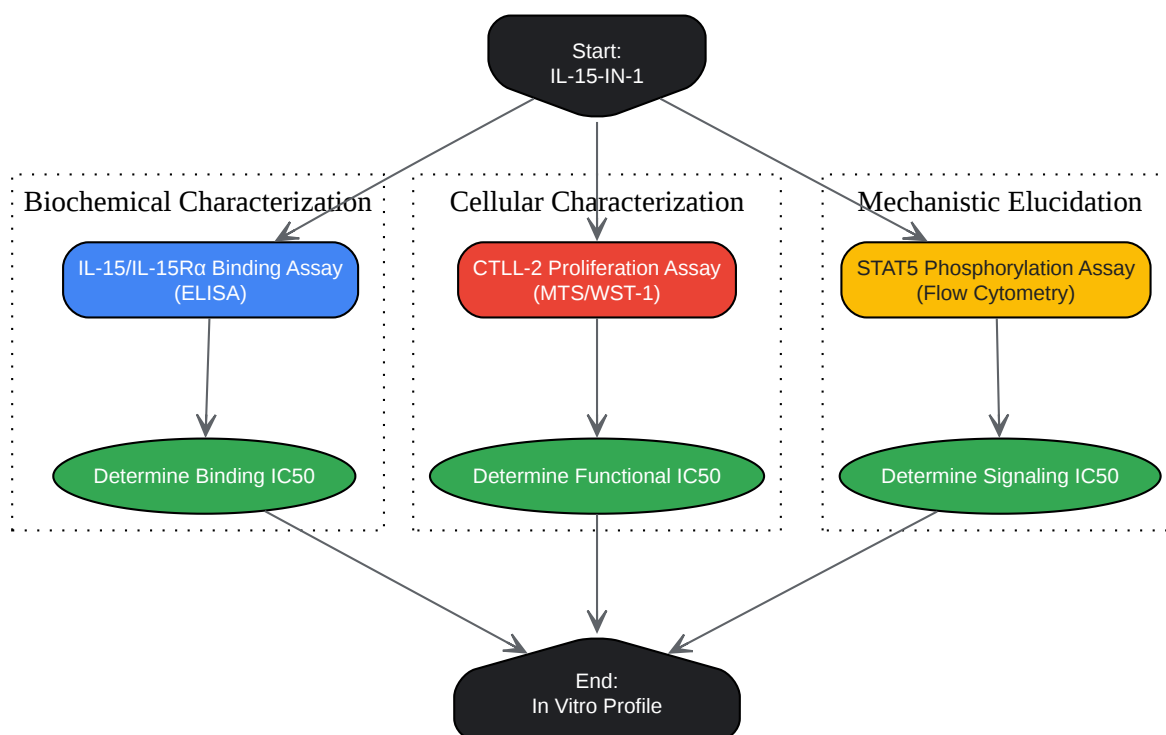 Start:
IL-15-IN-1
Biochemical Characterization
Cellular Characterization
Mechanistic Elucidation
IL-15/IL-15Rα Binding Assay
(ELISA)
CTLL-2 Proliferation Assay
(MTS/WST-1)
STAT5 Phosphorylation Assay
(Flow Cytometry)
Determine Binding IC50
Determine Functional IC50
Determine Signaling IC50
End:
In Vitro Profile